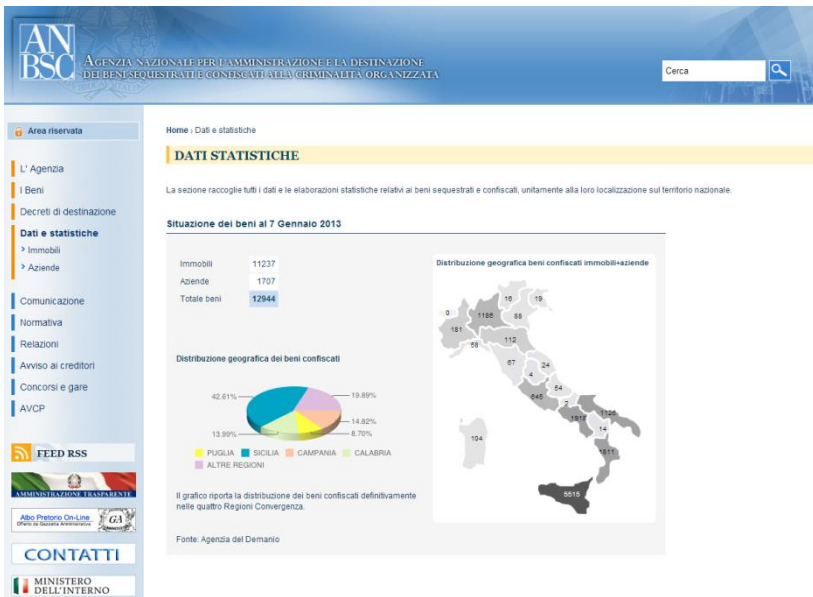 AN
BSC
AGENZIA NAZIONALE PER L'AMMINISTRAZIONE E LA DESTINAZIONE
DEI BENI SEQUESTRATI E CONFISCATI ALLA CRIMINALITÀ ORGANIZZATA
Cerca
Area riservata
L' Agenzia
I Beni
Decreti di destinazione
Dati e statistiche
Immobili
Aziende
Comunicazione
Normativa
Relazioni
Avviso ai creditori
Concorsi e gare
AVCP
FEED RSS
AMMINISTRAZIONE TRASPARENTE
Albo Pretorio On-Line
GA
CONTATTI
MINISTERO
DELL'INTERNO
Home › Dati e statistiche
DATI STATISTICHE
La sezione raccoglie tutti i dati e le elaborazioni statistiche relativi ai beni sequestrati e confiscati, unitamente alla loro localizzazione sul territorio nazionale.
Situazione dei beni al 7 Gennaio 2013
Immobili 11237
Aziende 1707
Totale beni 12944
Distribuzione geografica dei beni confiscati
42.61% 19.89%
14.82%
13.99% 8.70%
PUGLIA SICILIA CAMPANIA CALABRIA
ALTRE REGIONI
Il grafico riporta la distribuzione dei beni confiscati definitivamente
nelle quattro Regioni Convergenza.
Fonte: Agenzia del Demanio
Distribuzione geografica beni confiscati immobili+aziende
16 19
0 1186 88
181
58 112
67 24
4
54
645 2
1918 1126
14
104
1811
5515